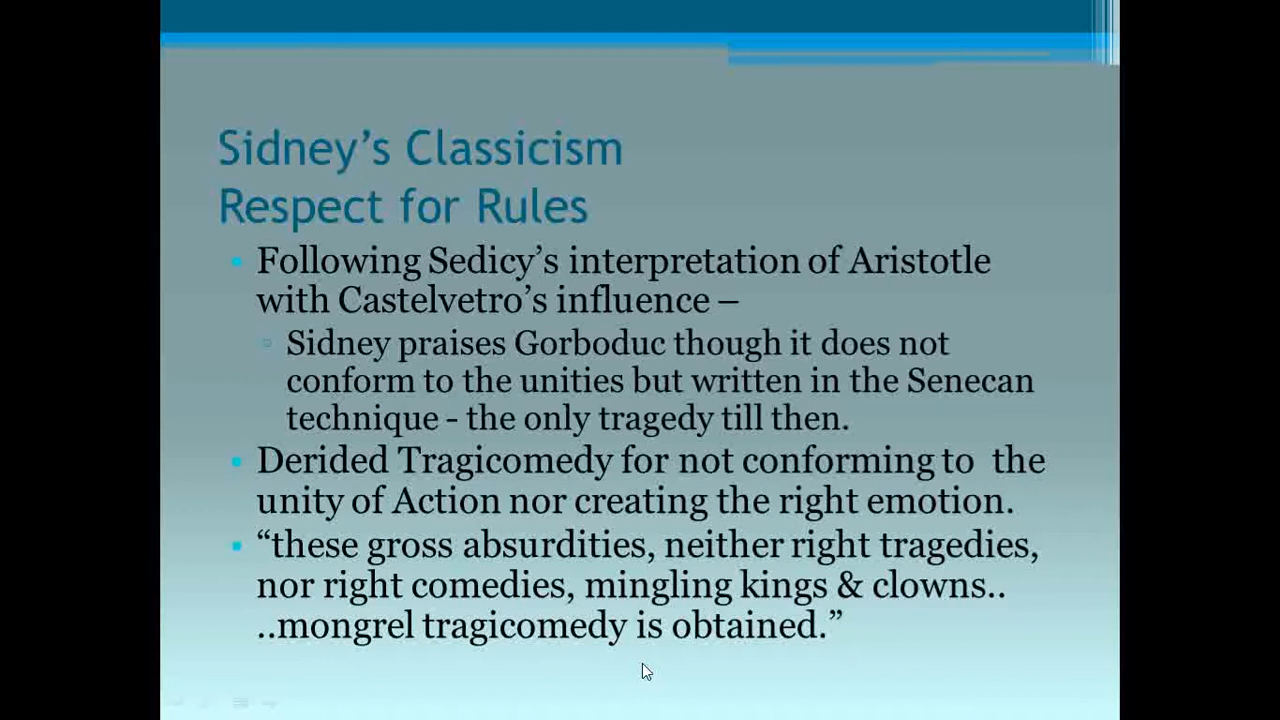 Sidney’s Classicism
Respect for Rules
Following Sedicy’s interpretation of Aristotle
with Castelvetro’s influence –
Sidney praises Gorboduc though it does not
conform to the unities but written in the Senecan
technique - the only tragedy till then.
Derided Tragicomedy for not conforming to  the
unity of Action nor creating the right emotion.
“these gross absurdities, neither right tragedies,
nor right comedies, mingling kings & clowns..
..mongrel tragicomedy is obtained.”